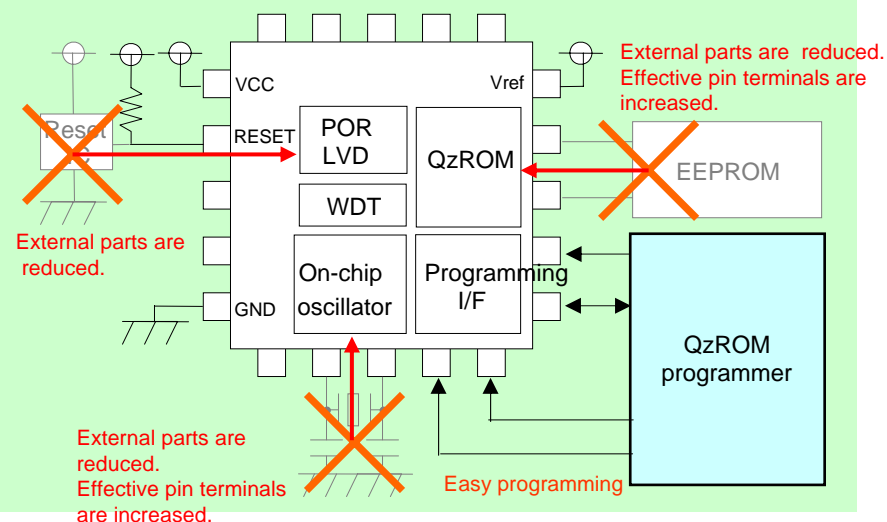 External parts are reduced.
Effective pin terminals are
increased.
VCC
Vref
Reset
IC
RESET
POR
LVD
QzROM
EEPROM
WDT
External parts are
reduced.
On-chip
oscillator
Programming
I/F
GND
QzROM
programmer
External parts are
reduced.
Effective pin terminals
are increased.
Easy programming